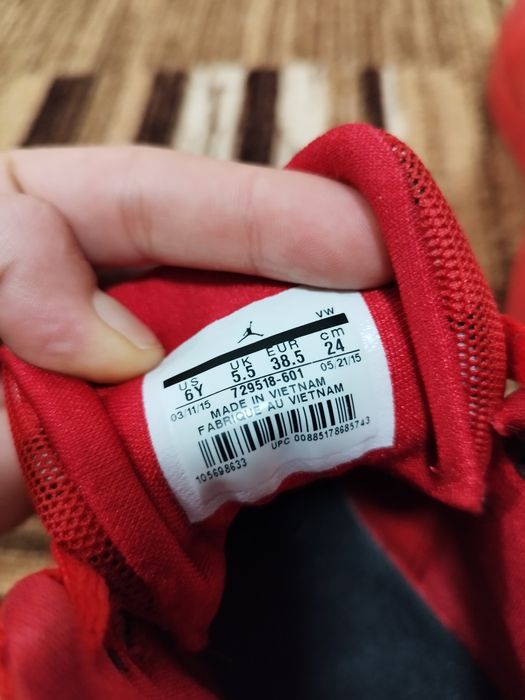 VW
US UK EUR cm
6Y 5.5 38.5 24
03/11/15 729518-601 05/21/15
MADE IN VIETNAM
FABRIQUE AU VIETNAM
105698633 UPC 00885178685743